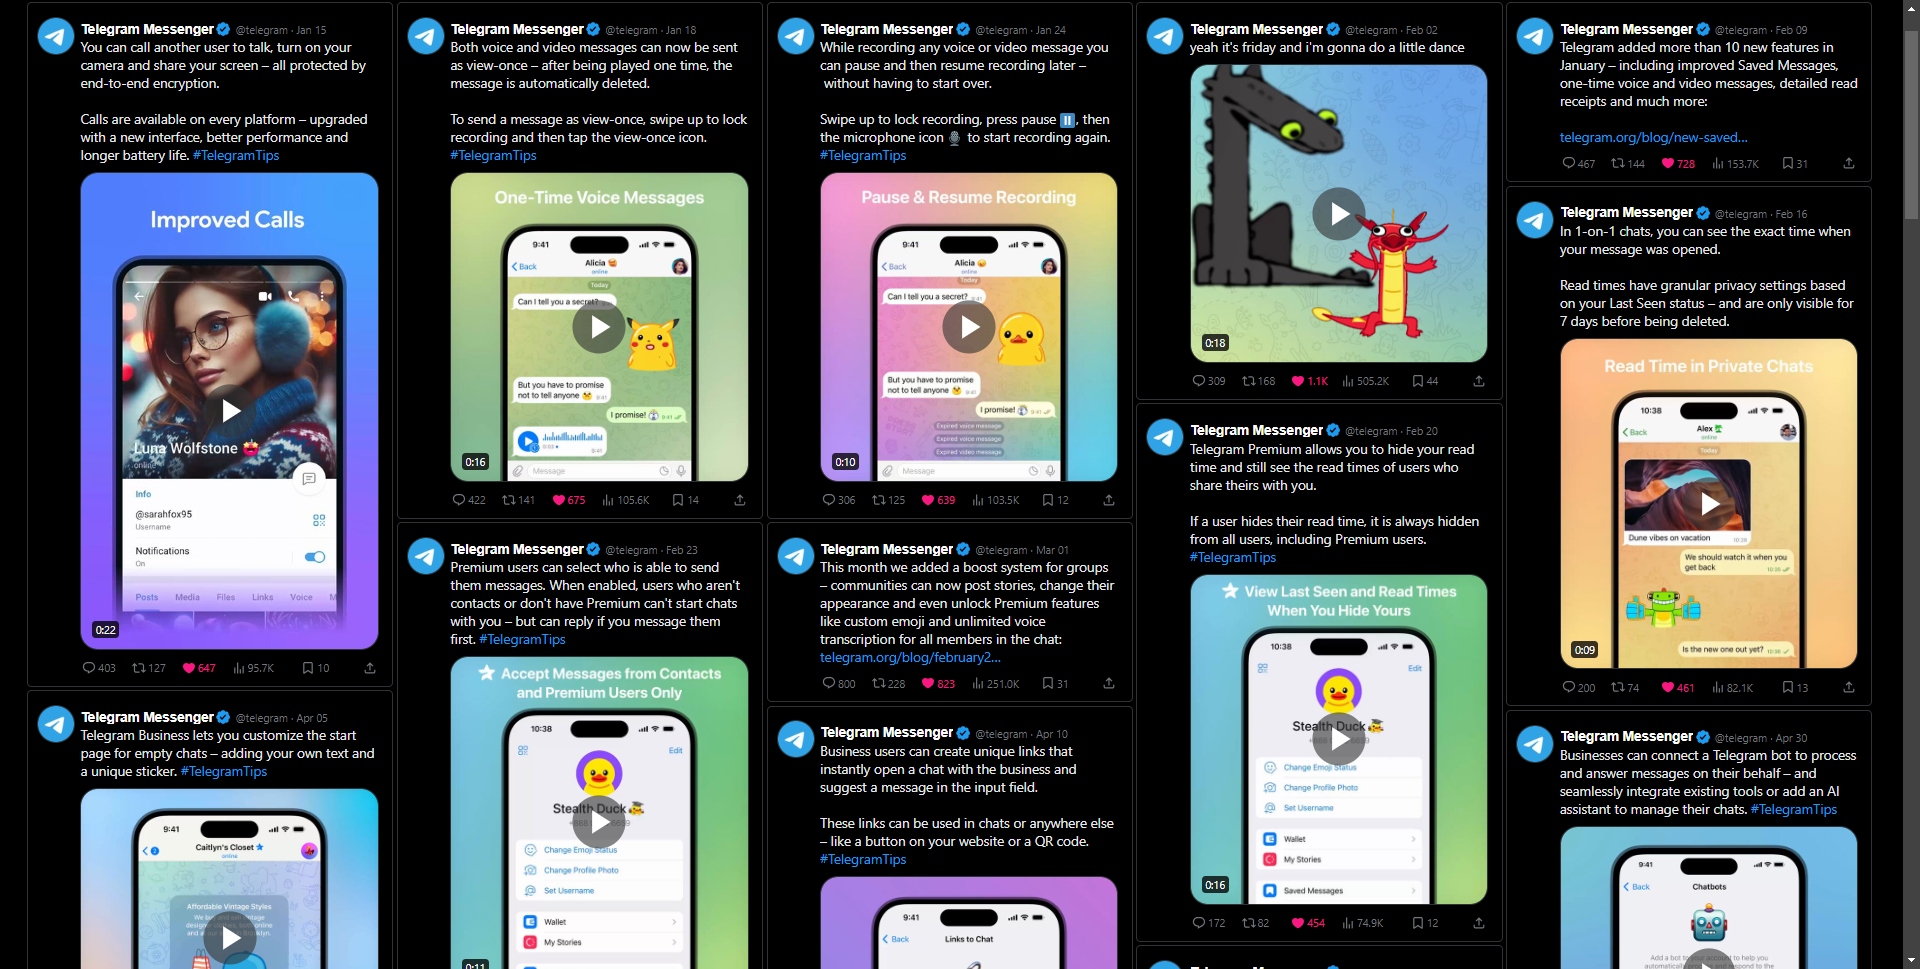 Telegram Messenger @telegram · Jan 15
You can call another user to talk, turn on your
camera and share your screen – all protected by
end-to-end encryption.
Calls are available on every platform – upgraded
with a new interface, better performance and
longer battery life. #TelegramTips
Improved Calls
Luna Wolfstone
online
Info
@sarahfox95
Username
Notifications
On
Posts Media Files Links Voice M
0:22
403 127 647 95.7K 10
Telegram Messenger @telegram · Apr 05
Telegram Business lets you customize the start
page for empty chats – adding your own text and
a unique sticker. #TelegramTips
9:41
2
Caitlyn's Closet
online
Affordable Vintage Styles
Telegram Messenger @telegram · Jan 18
Both voice and video messages can now be sent
as view-once – after being played one time, the
message is automatically deleted.
To send a message as view-once, swipe up to lock
recording and then tap the view-once icon.
#TelegramTips
One-Time Voice Messages
9:41
Back
Alicia
online
Today
Can I tell you a secret?
But you have to promise
not to tell anyone 9:41
I promise! 9:41
0:03
9:41
Message
0:16
422 141 675 105.6K 14
Telegram Messenger @telegram · Feb 23
Premium users can select who is able to send
them messages. When enabled, users who aren't
contacts or don't have Premium can't start chats
with you – but can reply if you message them
first. #TelegramTips
Accept Messages from Contacts
and Premium Users Only
10:38
Edit
Stealth Duck
Change Emoji Status
Change Profile Photo
Set Username
Wallet
My Stories
0:11
Telegram Messenger @telegram · Jan 24
While recording any voice or video message you
can pause and then resume recording later –
without having to start over.
Swipe up to lock recording, press pause ⏸, then
the microphone icon 🎙 to start recording again.
#TelegramTips
Pause & Resume Recording
9:41
Back
Alicia
online
Today
Can I tell you a secret?
But you have to promise
not to tell anyone 9:41
I promise! 9:41
Expired voice message
Expired video message
Expired video message
Message
0:10
306 125 639 103.5K 12
Telegram Messenger @telegram · Mar 01
This month we added a boost system for groups
– communities can now post stories, change their
appearance and even unlock Premium features
like custom emoji and unlimited voice
transcription for all members in the chat:
telegram.org/blog/february2...
800 228 823 251.0K 31
Telegram Messenger @telegram · Apr 10
Business users can create unique links that
instantly open a chat with the business and
suggest a message in the input field.
These links can be used in chats or anywhere else
– like a button on your website or a QR code.
#TelegramTips
9:41
Back
Links to Chat
Telegram Messenger @telegram · Feb 02
yeah it's friday and i'm gonna do a little dance
0:18
309 168 1.1K 505.2K 44
Telegram Messenger @telegram · Feb 20
Telegram Premium allows you to hide your read
time and still see the read times of users who
share theirs with you.
If a user hides their read time, it is always hidden
from all users, including Premium users.
#TelegramTips
View Last Seen and Read Times
When You Hide Yours
10:38
Edit
Stealth Duck
Change Emoji Status
Change Profile Photo
Set Username
Wallet
My Stories
Saved Messages
0:16
172 82 454 74.9K 12
Telegram Messenger @telegram · Feb 09
Telegram added more than 10 new features in
January – including improved Saved Messages,
one-time voice and video messages, detailed read
receipts and much more:
telegram.org/blog/new-saved...
467 144 728 153.7K 31
Telegram Messenger @telegram · Feb 16
In 1-on-1 chats, you can see the exact time when
your message was opened.
Read times have granular privacy settings based
on your Last Seen status – and are only visible for
7 days before being deleted.
Read Time in Private Chats
10:38
Back
Alex
online
Today
Dune vibes on vacation 10:38
We should watch it when you
get back 10:35
Is the new one out yet? 10:36
0:09
200 74 461 82.1K 13
Telegram Messenger @telegram · Apr 30
Businesses can connect a Telegram bot to process
and answer messages on their behalf – and
seamlessly integrate existing tools or add an AI
assistant to manage their chats. #TelegramTips
9:41
Back
Chatbots
Add a bot to your account to help you